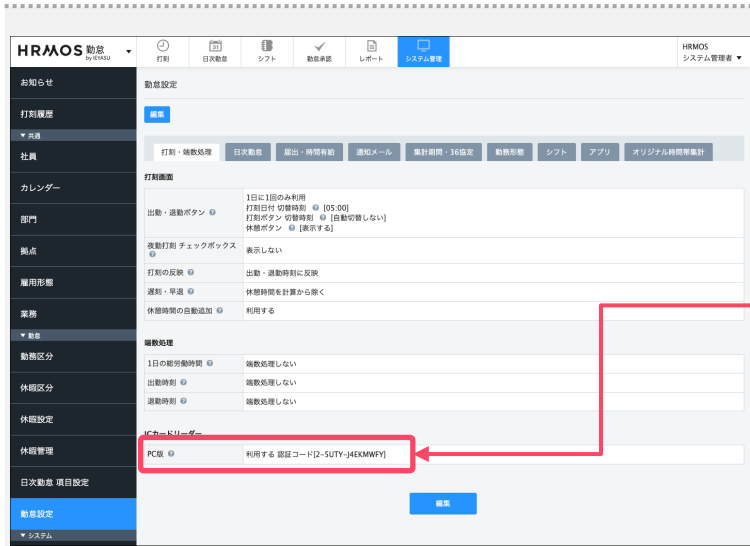 HRMOS 勤怠 ▼
by IEYASU
打刻
31
日次勤怠
シフト
勤怠承認
レポート
システム管理
HRMOS
システム管理者 ▼
お知らせ
打刻履歴
▼ 共通
社員
カレンダー
部門
拠点
雇用形態
業務
▼ 勤怠
勤務区分
休暇区分
休暇設定
休暇管理
日次勤怠 項目設定
勤怠設定
▼ システム
勤怠設定
編集
打刻・端数処理
日次勤怠
届出・時間有給
通知メール
集計期間・36協定
勤務形態
シフト
アプリ
オリジナル時間帯集計
打刻画面
出勤・退勤ボタン ?
1日に1回のみ利用
打刻日付 切替時刻 ? [05:00]
打刻ボタン 切替時刻 ? [自動切替しない]
休憩ボタン ? [表示する]
夜勤打刻 チェックボックス ?
表示しない
打刻の反映 ?
出勤・退勤時刻に反映
遅刻・早退 ?
休憩時間を計算から除く
休憩時間の自動追加 ?
利用する
端数処理
1日の総労働時間 ?
端数処理しない
出勤時刻 ?
端数処理しない
退勤時刻 ?
端数処理しない
ICカードリーダー
PC版 ?
利用する 認証コード[2-5UTY-J4EKMWFY]
編集